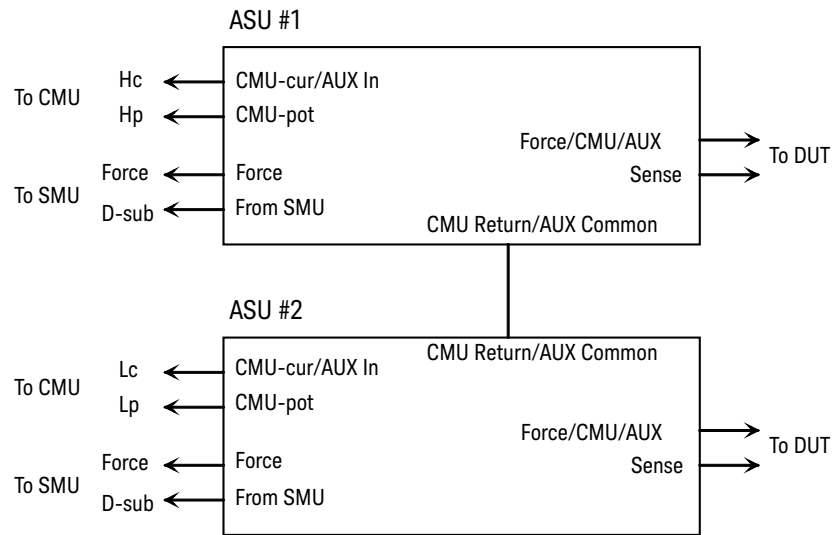 ASU #1
To CMU
Hc
CMU-cur/AUX In
Hp
CMU-pot
Force/CMU/AUX
To DUT
To SMU
Force
Force
Sense
D-sub
From SMU
CMU Return/AUX Common
ASU #2
CMU Return/AUX Common
To CMU
Lc
CMU-cur/AUX In
Lp
CMU-pot
Force/CMU/AUX
To DUT
To SMU
Force
Force
Sense
D-sub
From SMU